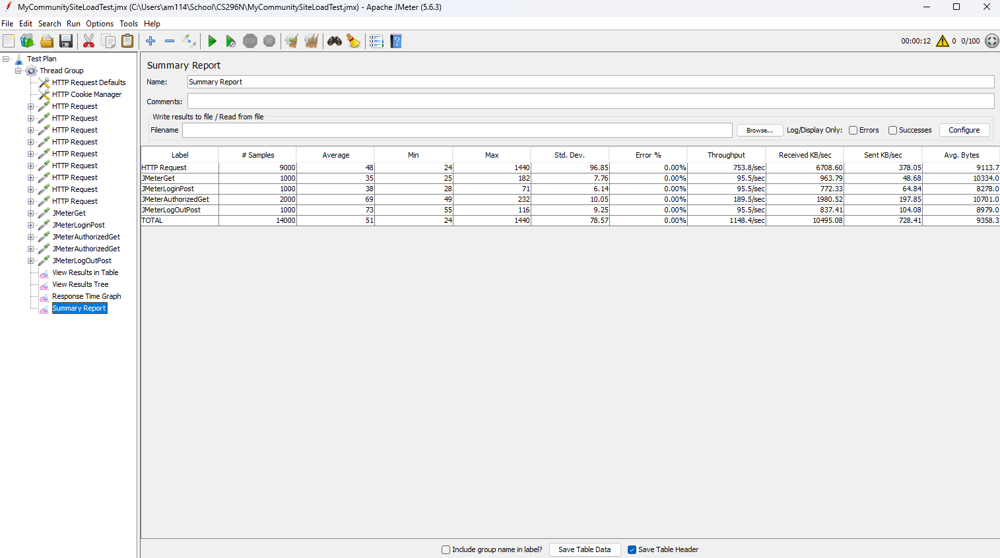 MyCommunitySiteLoadTest.jmx (C:\Users\am114\School\CS296N\MyCommunitySiteLoadTest.jmx) - Apache JMeter (5.6.3)
File Edit Search Run Options Tools Help
STOP
00:00:12 0 0/100
Test Plan
Thread Group
HTTP Request Defaults
HTTP Cookie Manager
HTTP Request
HTTP Request
HTTP Request
HTTP Request
HTTP Request
HTTP Request
HTTP Request
HTTP Request
HTTP Request
JMeterGet
JMeterLoginPost
JMeterAuthorizedGet
JMeterAuthorizedGet
JMeterLogOutPost
View Results in Table
View Results Tree
Response Time Graph
Summary Report
Summary Report
Name: Summary Report
Comments:
Write results to file / Read from file
Filename Browse... Log/Display Only: Errors Successes Configure
Label # Samples Average Min Max Std. Dev. Error % Throughput Received KB/sec Sent KB/sec Avg. Bytes
HTTP Request 9000 48 24 1440 96.85 0.00% 753.8/sec 6708.60 378.05 9113.7
JMeterGet 1000 35 25 182 7.76 0.00% 95.5/sec 963.79 48.68 10334.0
JMeterLoginPost 1000 38 28 71 6.14 0.00% 95.5/sec 772.33 64.84 8278.0
JMeterAuthorizedGet 2000 69 49 232 10.05 0.00% 189.5/sec 1980.52 197.85 10701.0
JMeterLogOutPost 1000 73 55 116 9.25 0.00% 95.5/sec 837.41 104.08 8979.0
TOTAL 14000 51 24 1440 78.57 0.00% 1148.4/sec 10495.08 728.41 9358.3
Include group name in label? Save Table Data Save Table Header